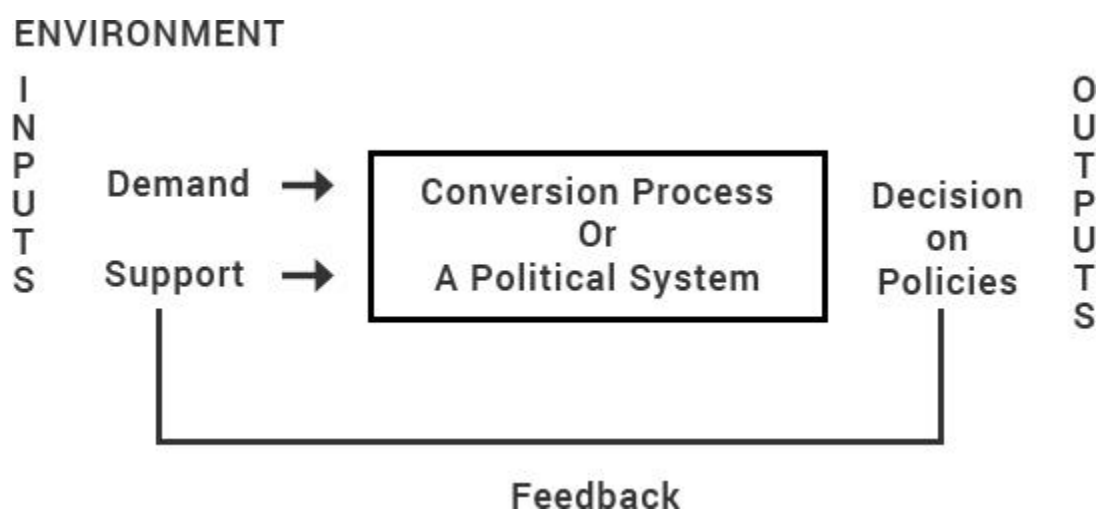 ENVIRONMENT
INPUTS
Demand
Support
Conversion Process
Or
A Political System
Decision
on
Policies
OUTPUTS
Feedback